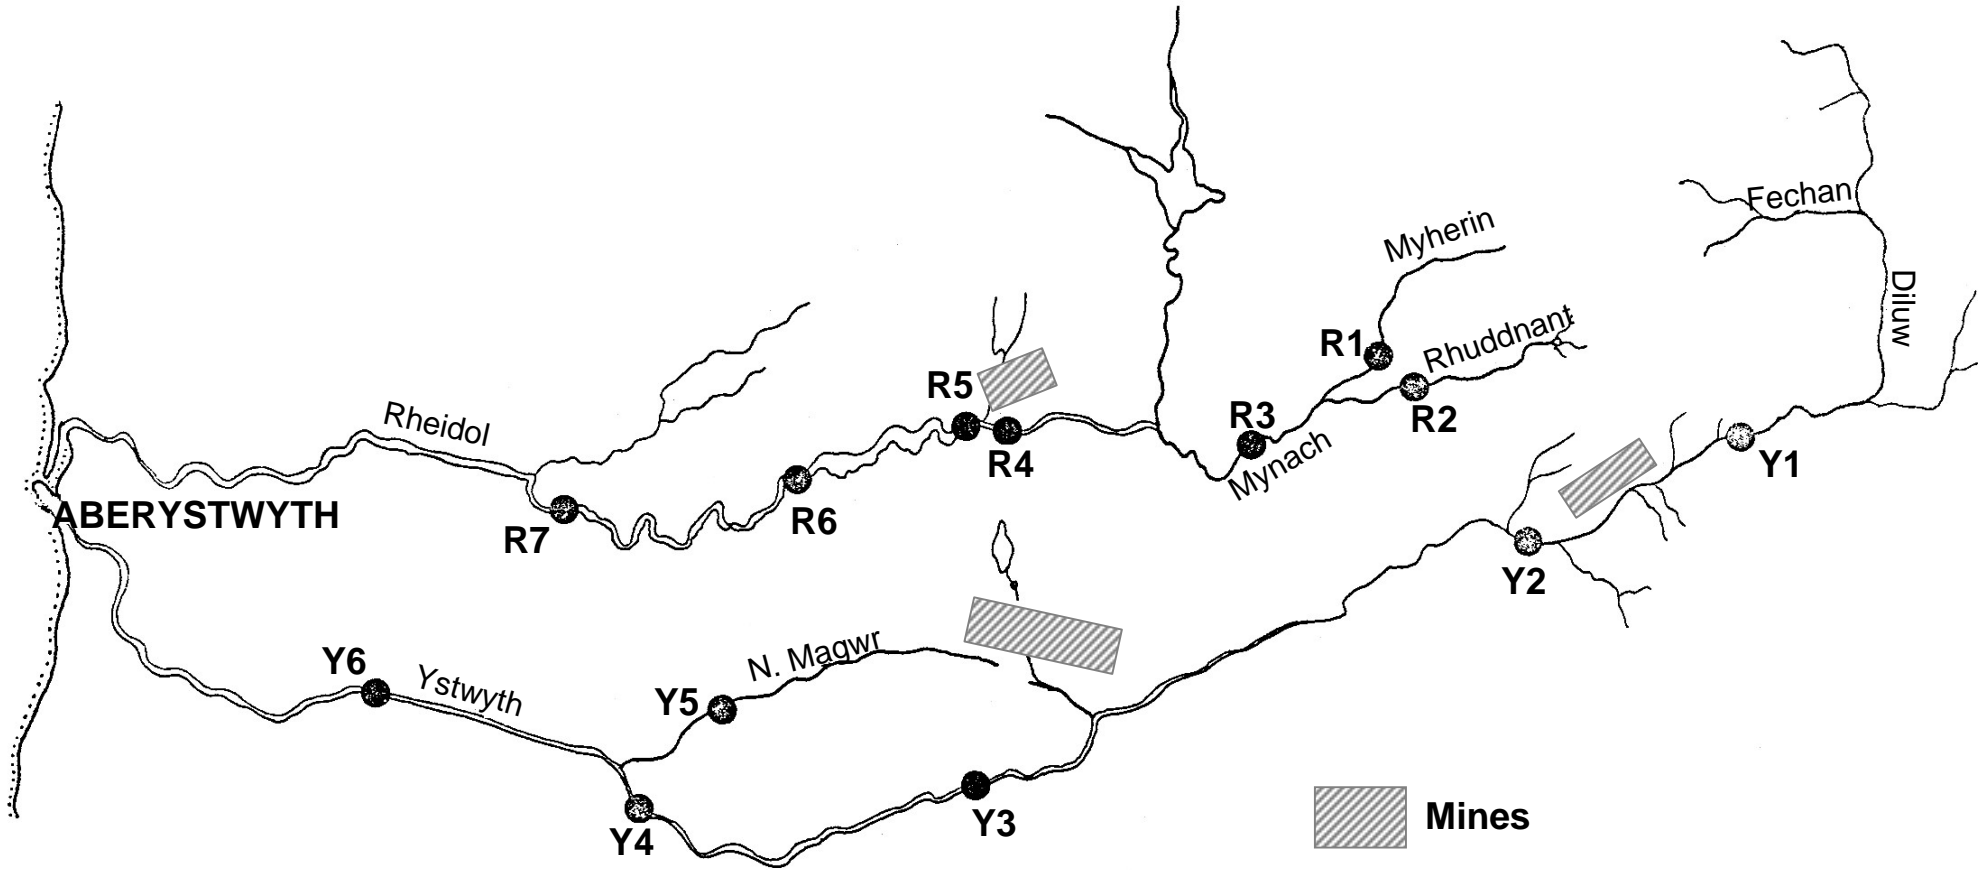 Fechan
Myherin
Diluw
R1
Rhuddnant
R5
R2
Rheidol
R3
R4
Mynach
Y1
ABERYSTWYTH
R6
R7
Y2
Y6
N. Magwr
Ystwyth
Y5
Y3
Y4
Mines